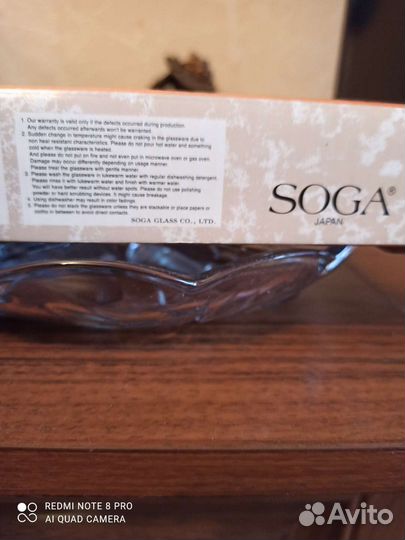 1. Our warranty is valid only if the defects occurred during production.
Any defects occurred afterwards won't be warranted.
2. Sudden change in temperature might cause craking in the glassware due to
non heat resistant characteristics. Please do not pour hot water and something
cold when the glassware is heated.
And please do not put on fire and not even put in microwave oven or gas oven.
Damage may occur differently depending on usage manner.
Please treat the glassware with gentle manner.
3. Please wash the glassware in lukewarm water with regular dishwashing detergent.
Please rinse it with lukewarm water and finish with warmer water.
You will have better result without water spots. Please do not use polishing
powder or hard scrubbing devices, it might damage the glassware.
4. Using dishwasher may result in color fadings.
5. Please do not stack the glassware unless they are stackable or place papers or
cloths in between to avoid direct contacts.
SOGA GLASS CO., LTD.
SOGA®
JAPAN
REDMI NOTE 8 PRO
AI QUAD CAMERA
Avito